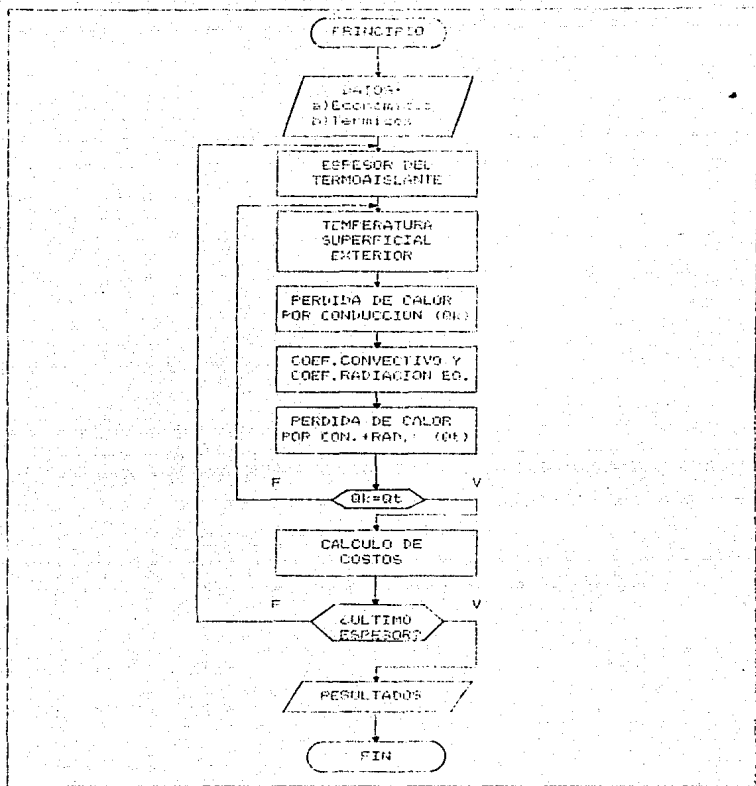 PRINCIPIO
DATOS:
a)Económicos
b)Termicos
ESPESOR DEL
TERMOAISLANTE
TEMPERATURA
SUPERFICIAL
EXTERIOR
PERDIDA DE CALOR
POR CONDUCCION (Qk)
COEF.CONVECTIVO Y
COEF.RADIACION EQ.
PERDIDA DE CALOR
POR CON.+RAD. (Qt)
F V
Qk=Qt
CALCULO DE
COSTOS
F V
¿ULTIMO
ESPESOR?
RESULTADOS
FIN